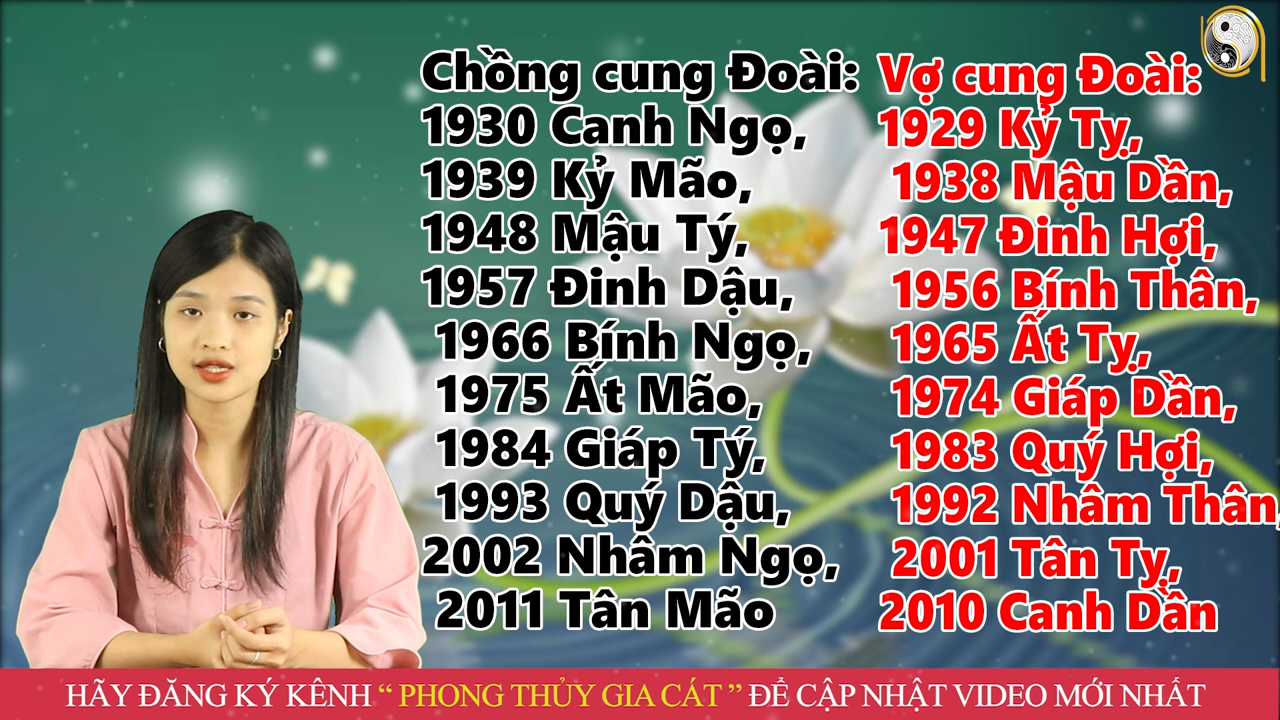 Chồng cung Đoài:
1930 Canh Ngọ,
1939 Kỷ Mão,
1948 Mậu Tý,
1957 Đinh Dậu,
1966 Bính Ngọ,
1975 Ất Mão,
1984 Giáp Tý,
1993 Quý Dậu,
2002 Nhâm Ngọ,
2011 Tân Mão
Vợ cung Đoài:
1929 Kỷ Tỵ,
1938 Mậu Dần,
1947 Đinh Hợi,
1956 Bính Thân,
1965 Ất Tỵ,
1974 Giáp Dần,
1983 Quý Hợi,
1992 Nhâm Thân,
2001 Tân Tỵ,
2010 Canh Dần
HÃY ĐĂNG KÝ KÊNH “ PHONG THỦY GIA CÁT ” ĐỂ CẬP NHẬT VIDEO MỚI NHẤT